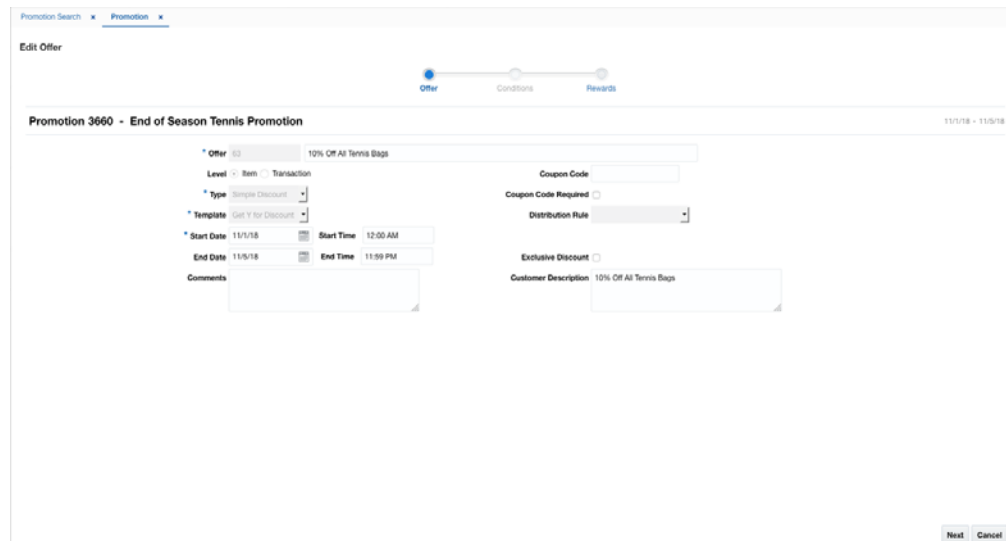 Promotion Search x Promotion x
Edit Offer
Offer Conditions Rewards
Promotion 3660 - End of Season Tennis Promotion 11/1/18 - 11/5/18
* Offer 63 10% Off All Tennis Bags
Level Item Transaction Coupon Code
* Type Simple Discount Coupon Code Required
* Template Get Y for Discount Distribution Rule
* Start Date 11/1/18 Start Time 12:00 AM
End Date 11/5/18 End Time 11:59 PM Exclusive Discount
Comments Customer Description 10% Off All Tennis Bags
Next Cancel